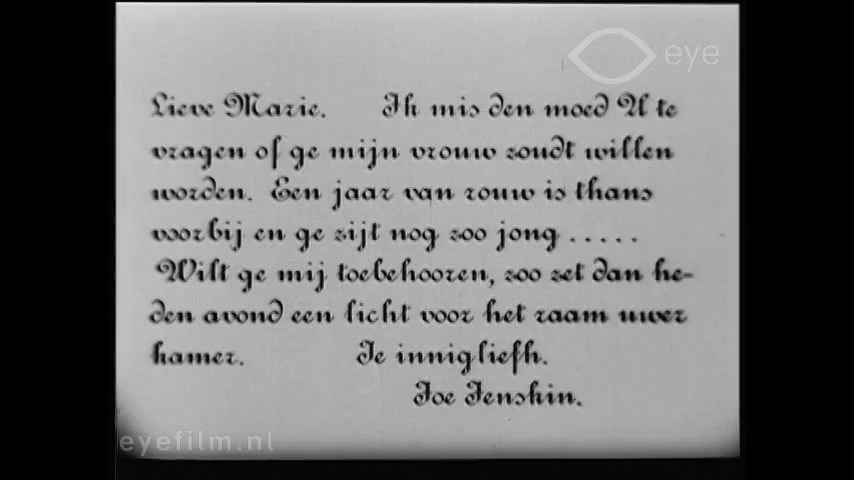 eye
Lieve Marie. Ik mis den moed U te
vragen of ge mijn vrouw zoudt willen
worden. Een jaar van rouw is thans
voorbij en ge zijt nog zoo jong .....
Wilt ge mij toebehooren, zoo zet dan he-
den avond een licht voor het raam uwer
kamer. Je innigliefh.
Joe Jenskin.
eyefilm.nl